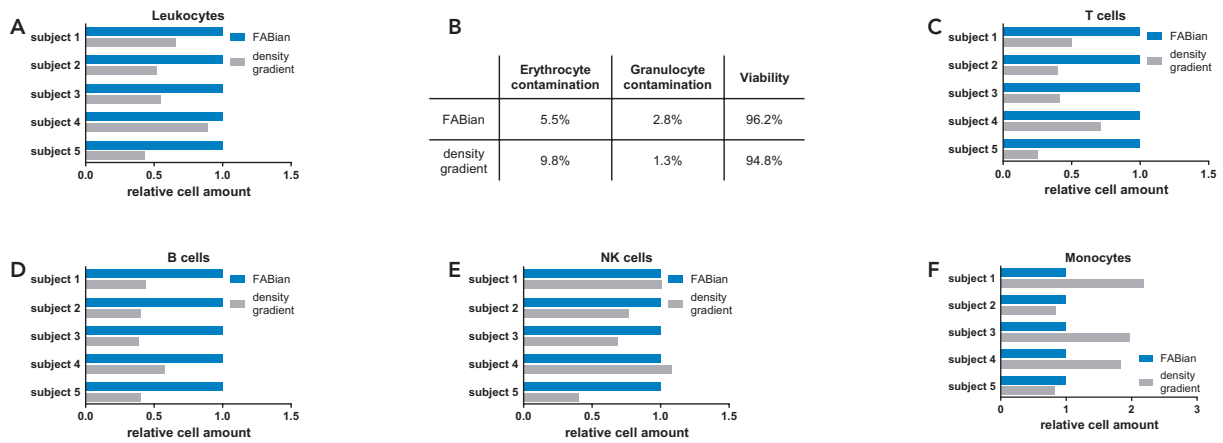 A
Leukocytes
subject 1
subject 2
subject 3
subject 4
subject 5
FABian
density
gradient
0.0 0.5 1.0 1.5
relative cell amount
B
Erythrocyte
contamination
Granulocyte
contamination
Viability
FABian 5.5% 2.8% 96.2%
density
gradient
9.8% 1.3% 94.8%
C
T cells
subject 1
subject 2
subject 3
subject 4
subject 5
FABian
density
gradient
0.0 0.5 1.0 1.5
relative cell amount
D
B cells
subject 1
subject 2
subject 3
subject 4
subject 5
FABian
density
gradient
0.0 0.5 1.0 1.5
relative cell amount
E
NK cells
subject 1
subject 2
subject 3
subject 4
subject 5
FABian
density
gradient
0.0 0.5 1.0 1.5
relative cell amount
F
Monocytes
subject 1
subject 2
subject 3
subject 4
subject 5
FABian
density
gradient
0 1 2 3
relative cell amount